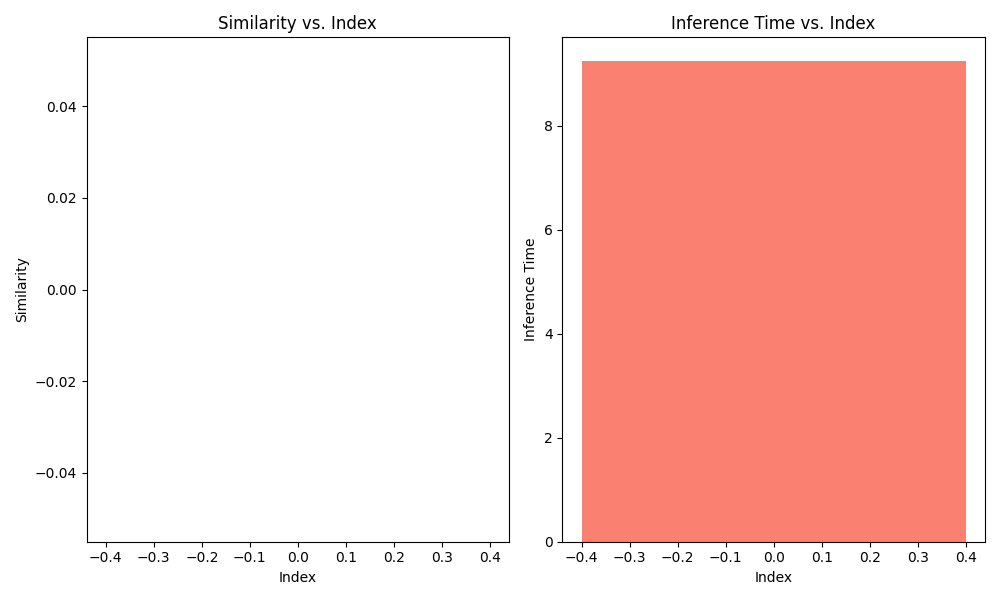 Similarity vs. Index
0.04
0.02
0.00
−0.02
−0.04
Similarity
−0.4 −0.3 −0.2 −0.1 0.0 0.1 0.2 0.3 0.4
Index
Inference Time vs. Index
8
6
4
2
0
Inference Time
−0.4 −0.3 −0.2 −0.1 0.0 0.1 0.2 0.3 0.4
Index